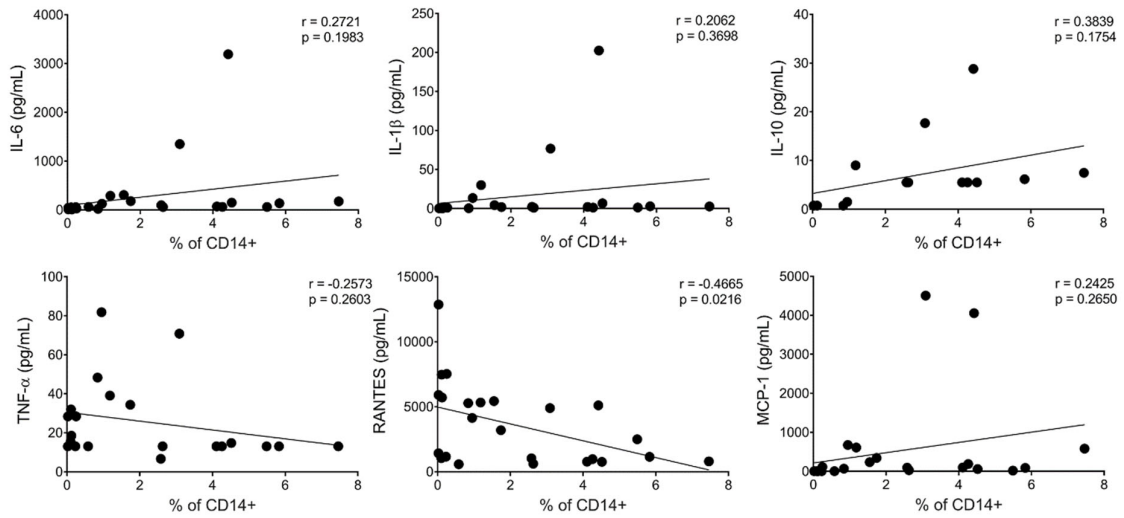 r = 0.2721
p = 0.1983
4000
3000
2000
1000
0
IL-6 (pg/mL)
0 2 4 6 8
% of CD14+
r = 0.2062
p = 0.3698
250
200
150
100
50
0
IL-1β (pg/mL)
0 2 4 6 8
% of CD14+
r = 0.3839
p = 0.1754
40
30
20
10
0
IL-10 (pg/mL)
0 2 4 6 8
% of CD14+
r = -0.2573
p = 0.2603
100
80
60
40
20
0
TNF-α (pg/mL)
0 2 4 6 8
% of CD14+
r = -0.4665
p = 0.0216
15000
10000
5000
0
RANTES (pg/mL)
0 2 4 6 8
% of CD14+
r = 0.2425
p = 0.2650
5000
4000
3000
2000
1000
0
MCP-1 (pg/mL)
0 2 4 6 8
% of CD14+